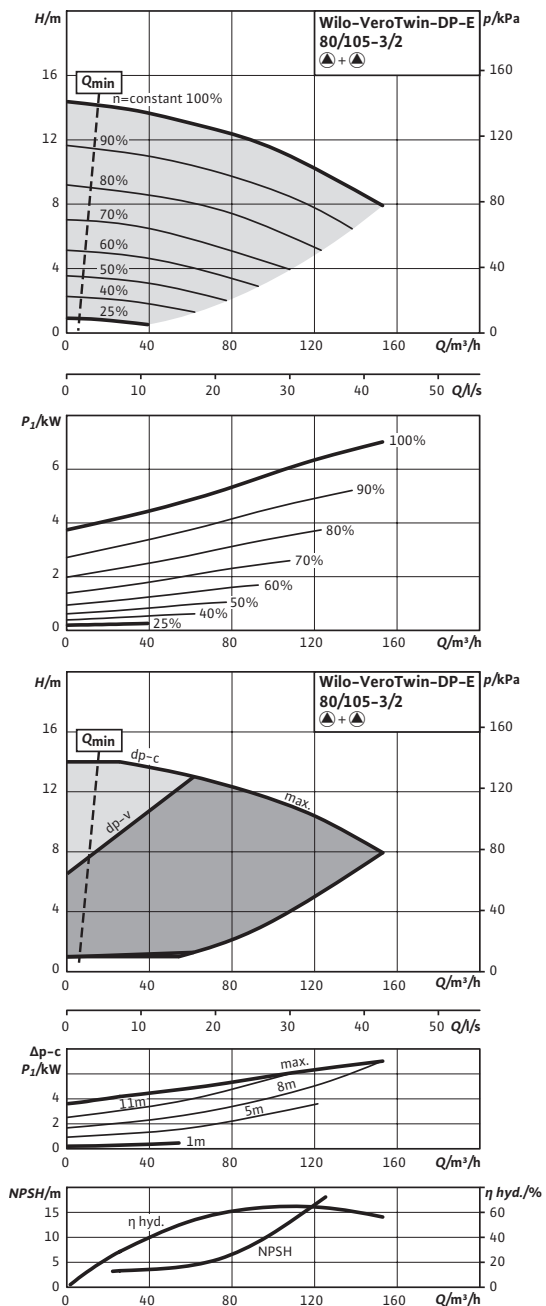 H/m
Wilo-VeroTwin-DP-E
80/105-3/2
+
p/kPa
16
12
8
4
0
160
120
80
40
0
Qmin
n=constant 100%
90%
80%
70%
60%
50%
40%
25%
0 40 80 120 160
Q/m³/h
0 10 20 30 40 50 Q/l/s
P1/kW
6
4
2
0
100%
90%
80%
70%
60%
50%
40%
25%
0 40 80 120 160
Q/m³/h
H/m
Wilo-VeroTwin-DP-E
80/105-3/2
+
p/kPa
16
12
8
4
0
160
120
80
40
0
Qmin
dp-c
dp-v
max.
0 40 80 120 160
Q/m³/h
0 10 20 30 40 50 Q/l/s
Δp-c
P1/kW
4
2
0
max.
11m
8m
5m
1m
0 40 80 120 160
Q/m³/h
NPSH/m
η hyd./%
15
10
5
0
60
40
20
0
η hyd.
NPSH
0 40 80 120 160
Q/m³/h